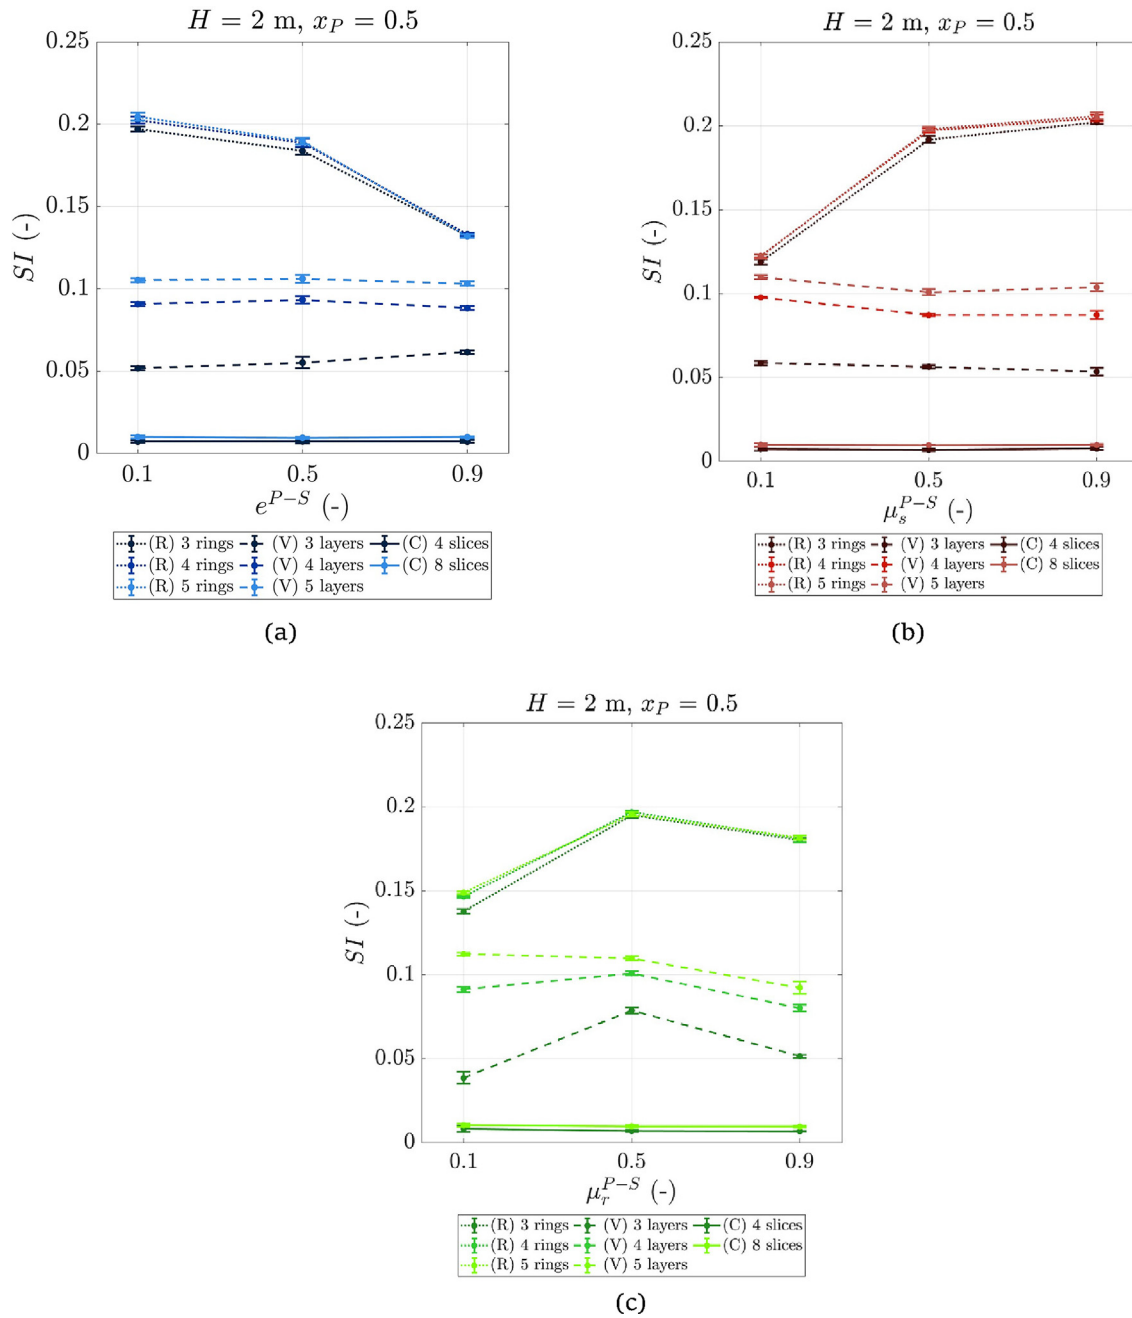 H = 2 m, x_P = 0.5
0.25
0.2
0.15
0.1
0.05
0
SI (-)
0.1 0.5 0.9
e^{P−S} (-)
(R) 3 rings (V) 3 layers (C) 4 slices
(R) 4 rings (V) 4 layers (C) 8 slices
(R) 5 rings (V) 5 layers
(a)
H = 2 m, x_P = 0.5
0.25
0.2
0.15
0.1
0.05
0
SI (-)
0.1 0.5 0.9
μ_s^{P−S} (-)
(R) 3 rings (V) 3 layers (C) 4 slices
(R) 4 rings (V) 4 layers (C) 8 slices
(R) 5 rings (V) 5 layers
(b)
H = 2 m, x_P = 0.5
0.25
0.2
0.15
0.1
0.05
0
SI (-)
0.1 0.5 0.9
μ_r^{P−S} (-)
(R) 3 rings (V) 3 layers (C) 4 slices
(R) 4 rings (V) 4 layers (C) 8 slices
(R) 5 rings (V) 5 layers
(c)